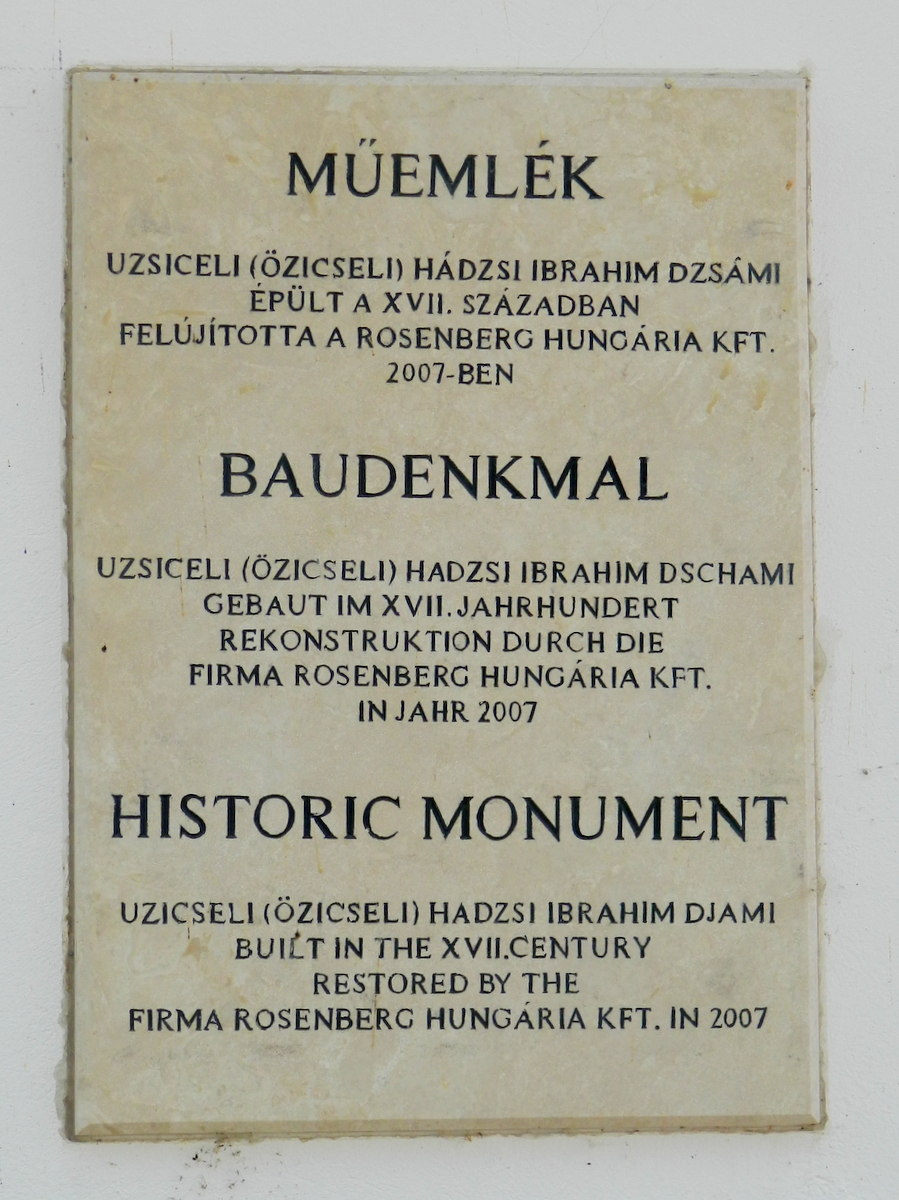 MŰEMLÉK
UZSICELI (ÖZICSELI) HÁDZSI IBRAHIM DZSÁMI
ÉPÜLT A XVII. SZÁZADBAN
FELÚJÍTOTTA A ROSENBERG HUNGÁRIA KFT.
2007-BEN
BAUDENKMAL
UZSICELI (ÖZICSELI) HADZSI IBRAHIM DSCHAMI
GEBAUT IM XVII. JAHRHUNDERT
REKONSTRUKTION DURCH DIE
FIRMA ROSENBERG HUNGÁRIA KFT.
IN JAHR 2007
HISTORIC MONUMENT
UZICSELI (ÖZICSELI) HADZSI IBRAHIM DJAMI
BUILT IN THE XVII.CENTURY
RESTORED BY THE
FIRMA ROSENBERG HUNGÁRIA KFT. IN 2007